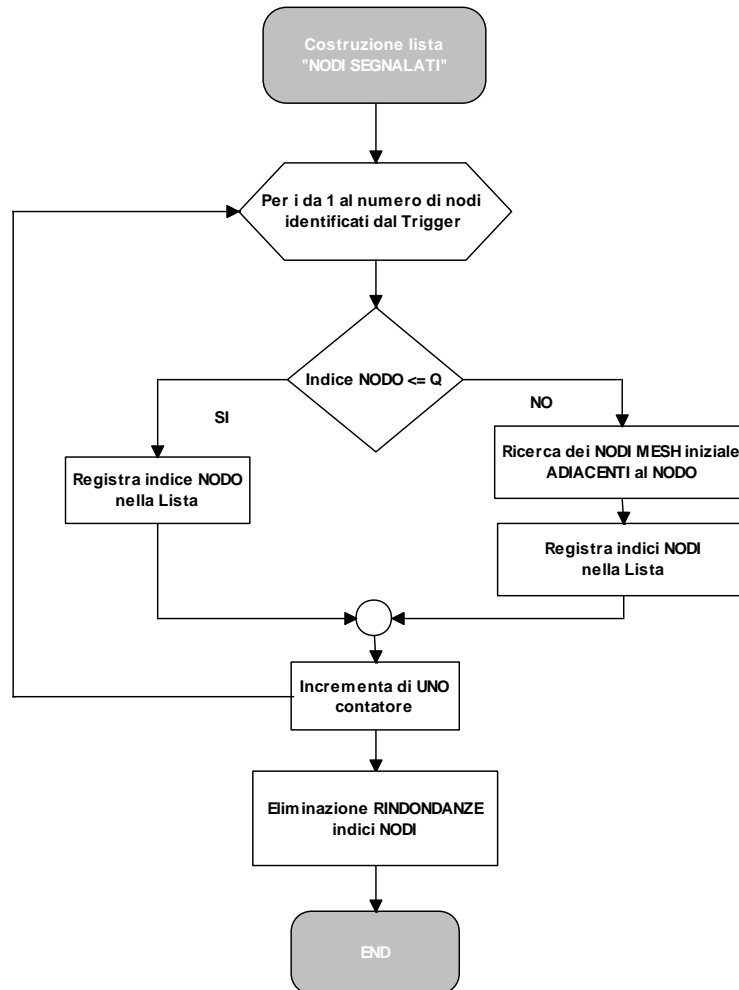 Costruzione lista
"NODI SEGNALATI"
Per i da 1 al numero di nodi
identificati dal Trigger
Indice NODO <= Q
SI
NO
Registra indice NODO
nella Lista
Ricerca dei NODI MESH iniziale
ADIACENTI al NODO
Registra indici NODI
nella Lista
Incrementa di UNO
contatore
Eliminazione RINDONDANZE
indici NODI
END